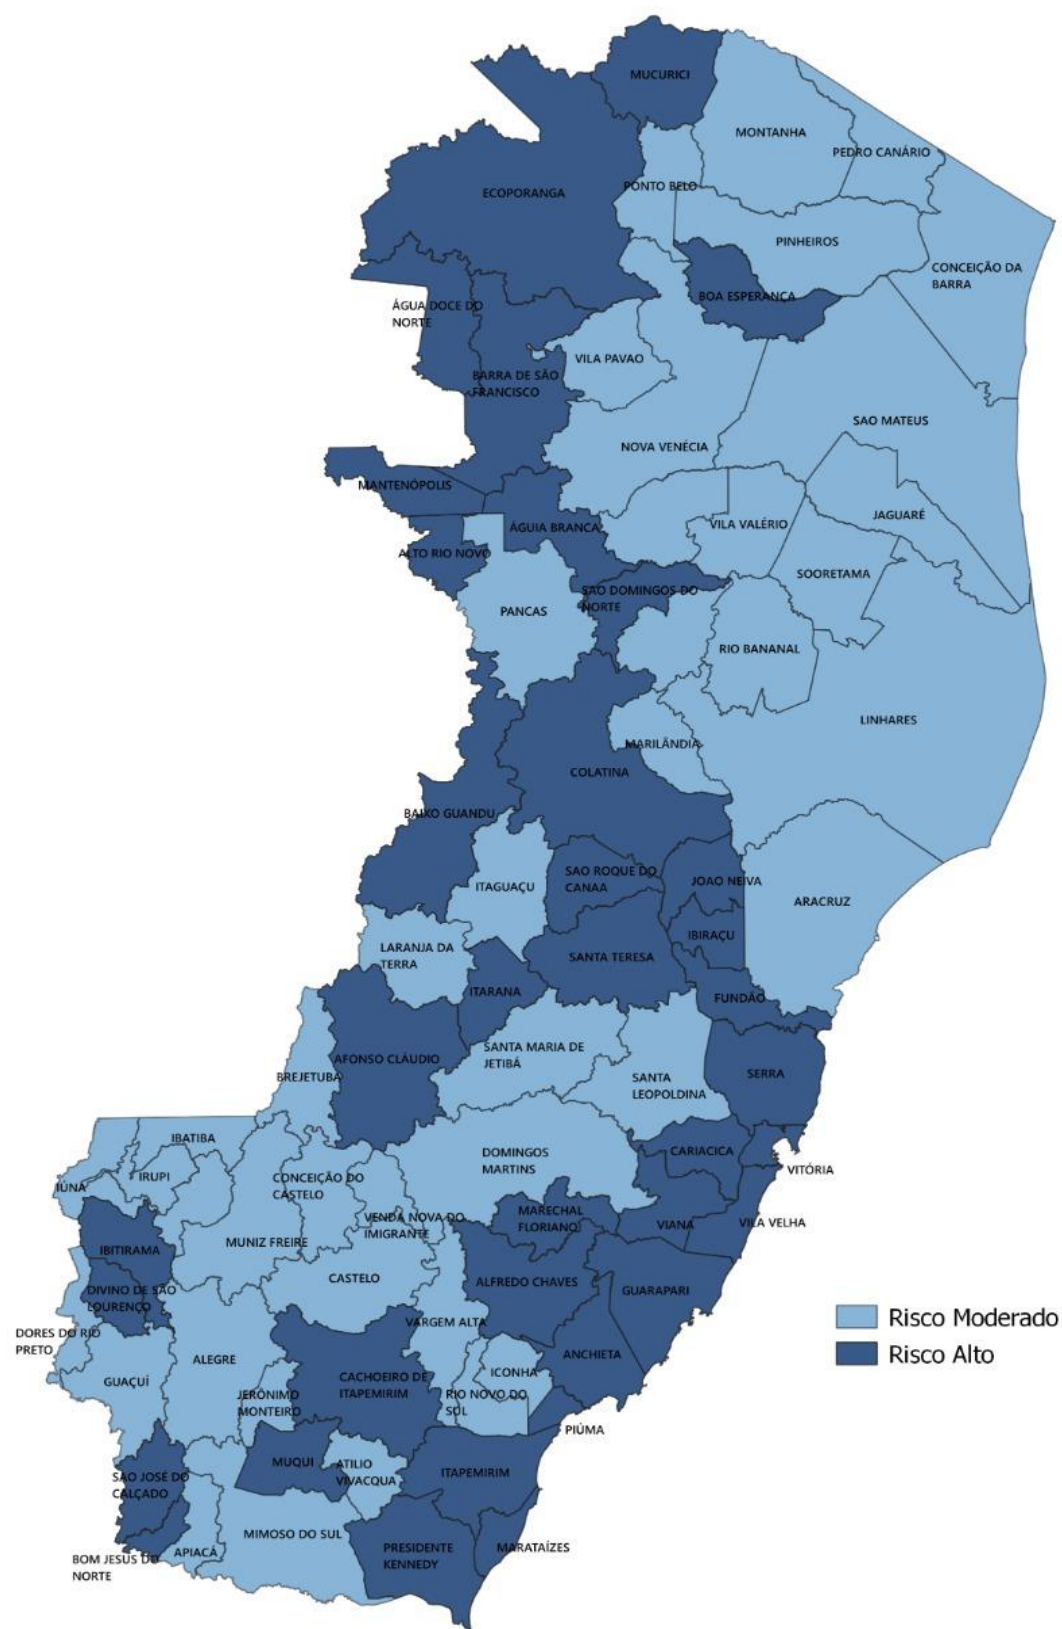 MUCURICI
MONTANHA
PEDRO CANÁRIO
PONTO BELO
ECOPORANGA
PINHEIROS
CONCEIÇÃO DA
BARRA
BOA ESPERANÇA
ÁGUA DOCE DO
NORTE
VILA PAVAO
BARRA DE SÃO
FRANCISCO
SAO MATEUS
NOVA VENÉCIA
MANTENÓPOLIS
JAGUARÉ
VILA VALÉRIO
ÁGUIA BRANCA
ALTO RIO NOVO
SOORETAMA
SAO DOMINGOS DO
NORTE
PANCAS
RIO BANANAL
LINHARES
MARILÂNDIA
COLATINA
BAIXO GUANDU
SAO ROQUE DO
CANAA
JOAO NEIVA
ITAGUAÇU
ARACRUZ
IBIRAÇU
LARANJA DA
TERRA
SANTA TERESA
ITARANA
FUNDÃO
SANTA MARIA DE
JETIBÁ
AFONSO CLÁUDIO
SERRA
BREJETUBA
SANTA
LEOPOLDINA
IBATIBA
CARIACICA
DOMINGOS
MARTINS
VITÓRIA
IRUPI
CONCEIÇÃO DO
CASTELO
IÚNA
VENDA NOVA DO
IMIGRANTE
MARECHAL
FLORIANO
VIANA
VILA VELHA
MUNIZ FREIRE
IBITIRAMA
CASTELO
ALFREDO CHAVES
GUARAPARI
DIVINO DE SÃO
LOURENÇO
Risco Moderado
VARGEM ALTA
DORES DO RIO
PRETO
Risco Alto
ANCHIETA
ALEGRE
ICONHA
GUAÇUÍ
CACHOEIRO DE
ITAPEMIRIM
JERÔNIMO
MONTEIRO
RIO NOVO DO
SUL
PIÚMA
MUQUI
ATILIO
VIVACQUA
ITAPEMIRIM
SÃO JOSÉ DO
CALÇADO
MIMOSO DO SUL
PRESIDENTE
KENNEDY
MARATAÍZES
APIACÁ
BOM JESUS DO
NORTE